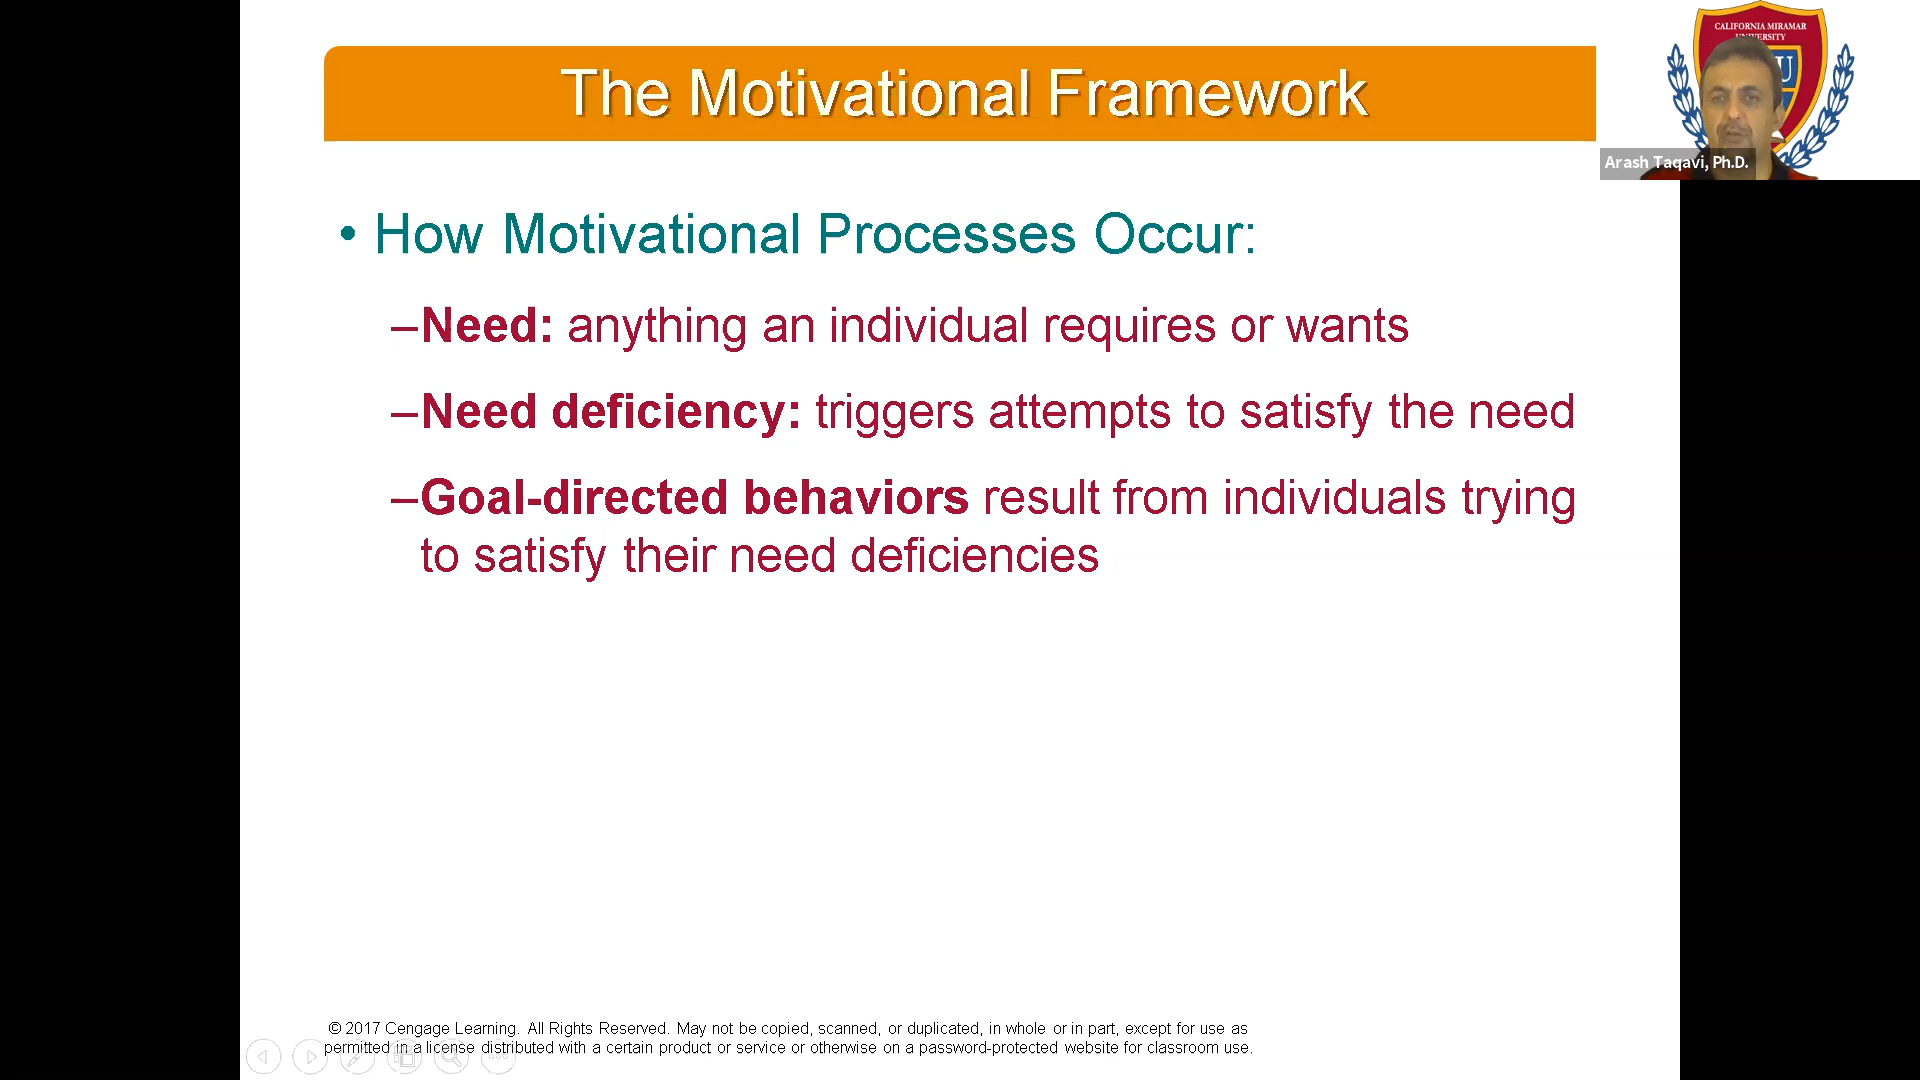 The Motivational Framework
CALIFORNIA MIRAMAR
UNIVERSITY
U
Arash Taqavi, Ph.D.
• How Motivational Processes Occur:
–Need: anything an individual requires or wants
–Need deficiency: triggers attempts to satisfy the need
–Goal-directed behaviors result from individuals trying
to satisfy their need deficiencies
© 2017 Cengage Learning. All Rights Reserved. May not be copied, scanned, or duplicated, in whole or in part, except for use as
permitted in a license distributed with a certain product or service or otherwise on a password-protected website for classroom use.